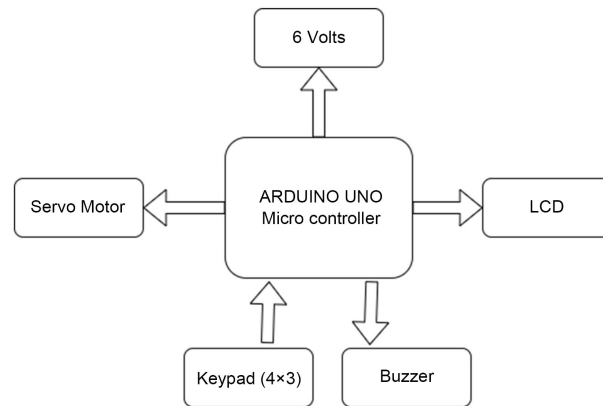 6 Volts
Servo Motor
ARDUINO UNO
Micro controller
LCD
Keypad (4×3)
Buzzer